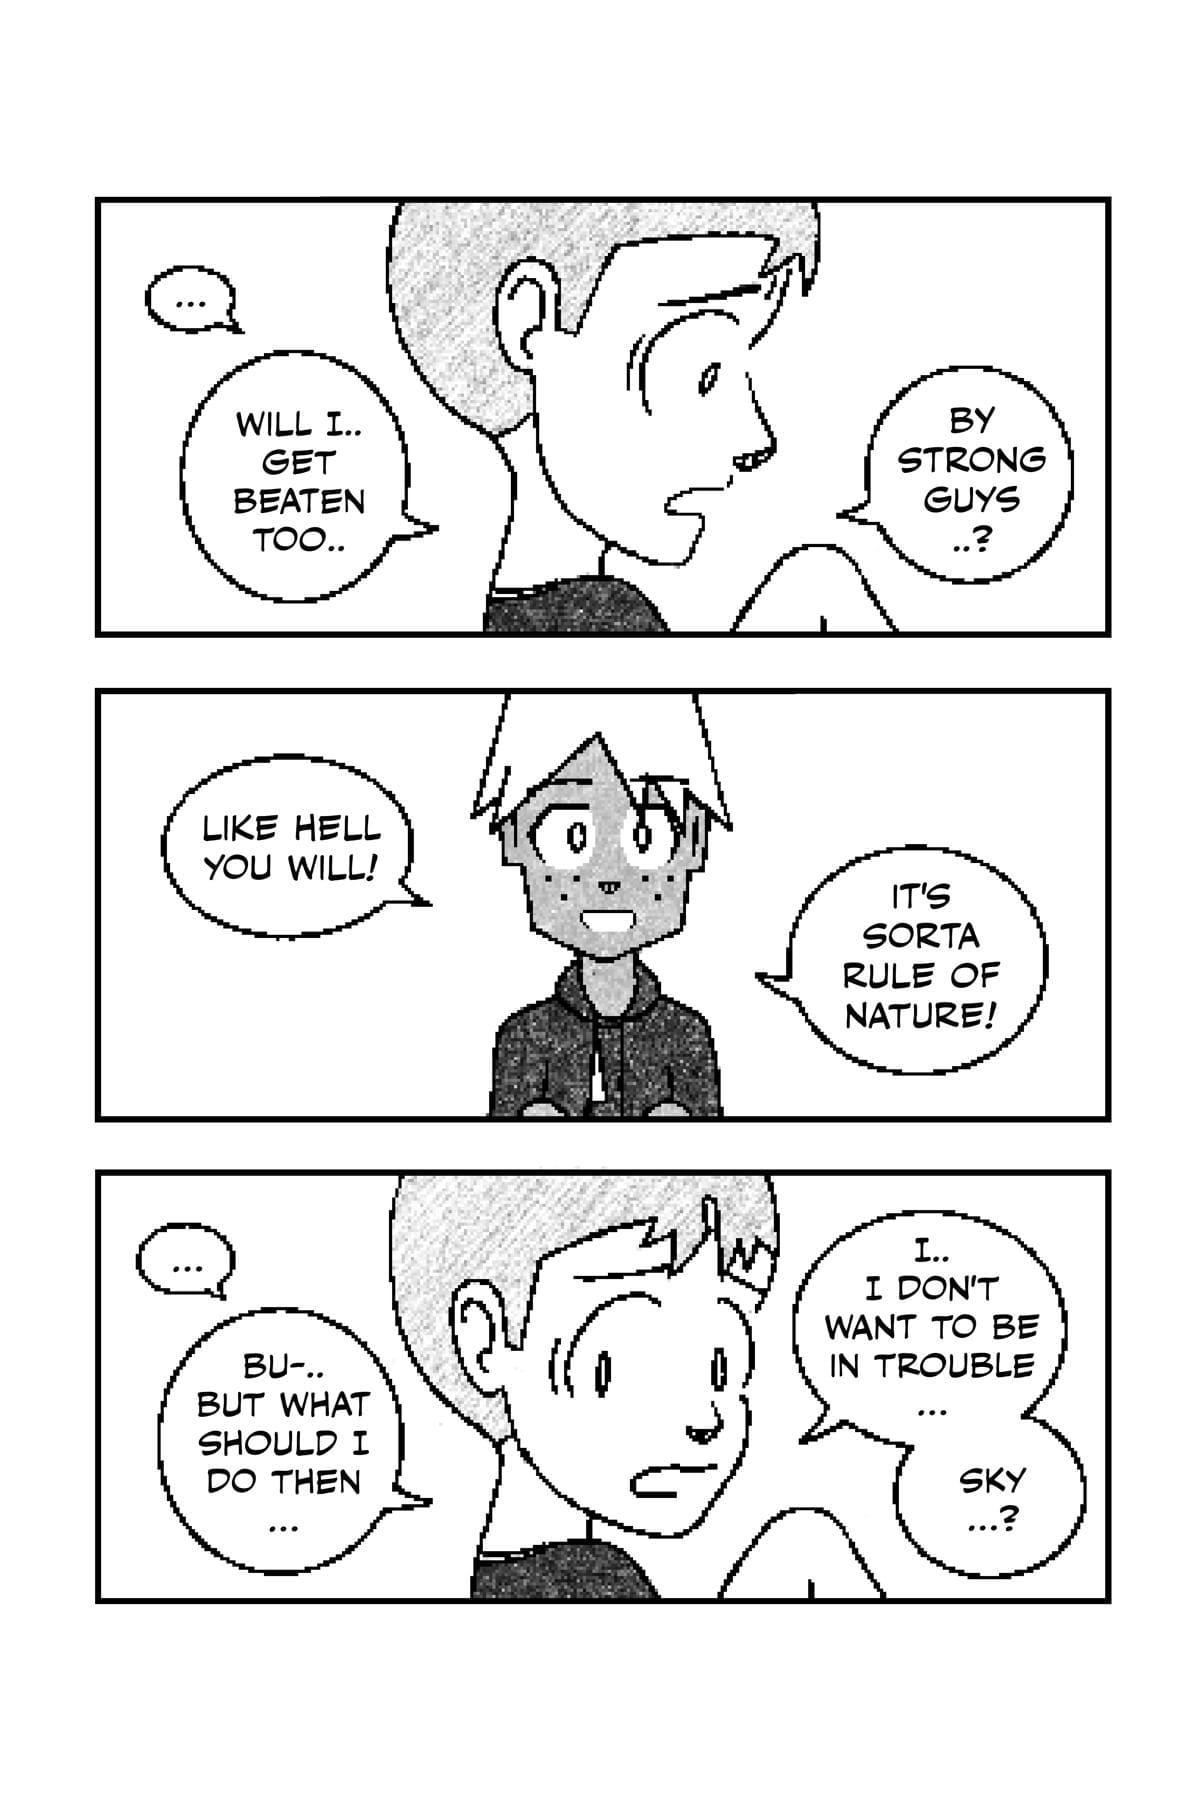 ...
WILL I..
GET
BEATEN
TOO..
BY
STRONG
GUYS
..?
LIKE HELL
YOU WILL!
IT'S
SORTA
RULE OF
NATURE!
...
BU-..
BUT WHAT
SHOULD I
DO THEN
...
I..
I DON'T
WANT TO BE
IN TROUBLE
...
SKY
...?